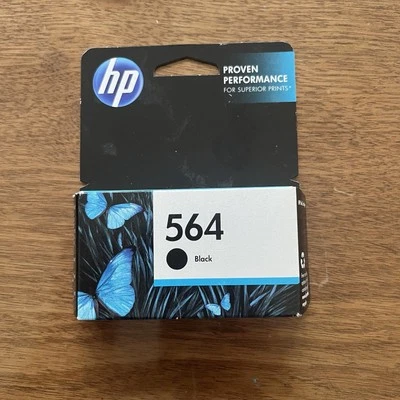 hp
PROVEN
PERFORMANCE
FOR SUPERIOR PRINTS*
564
Black